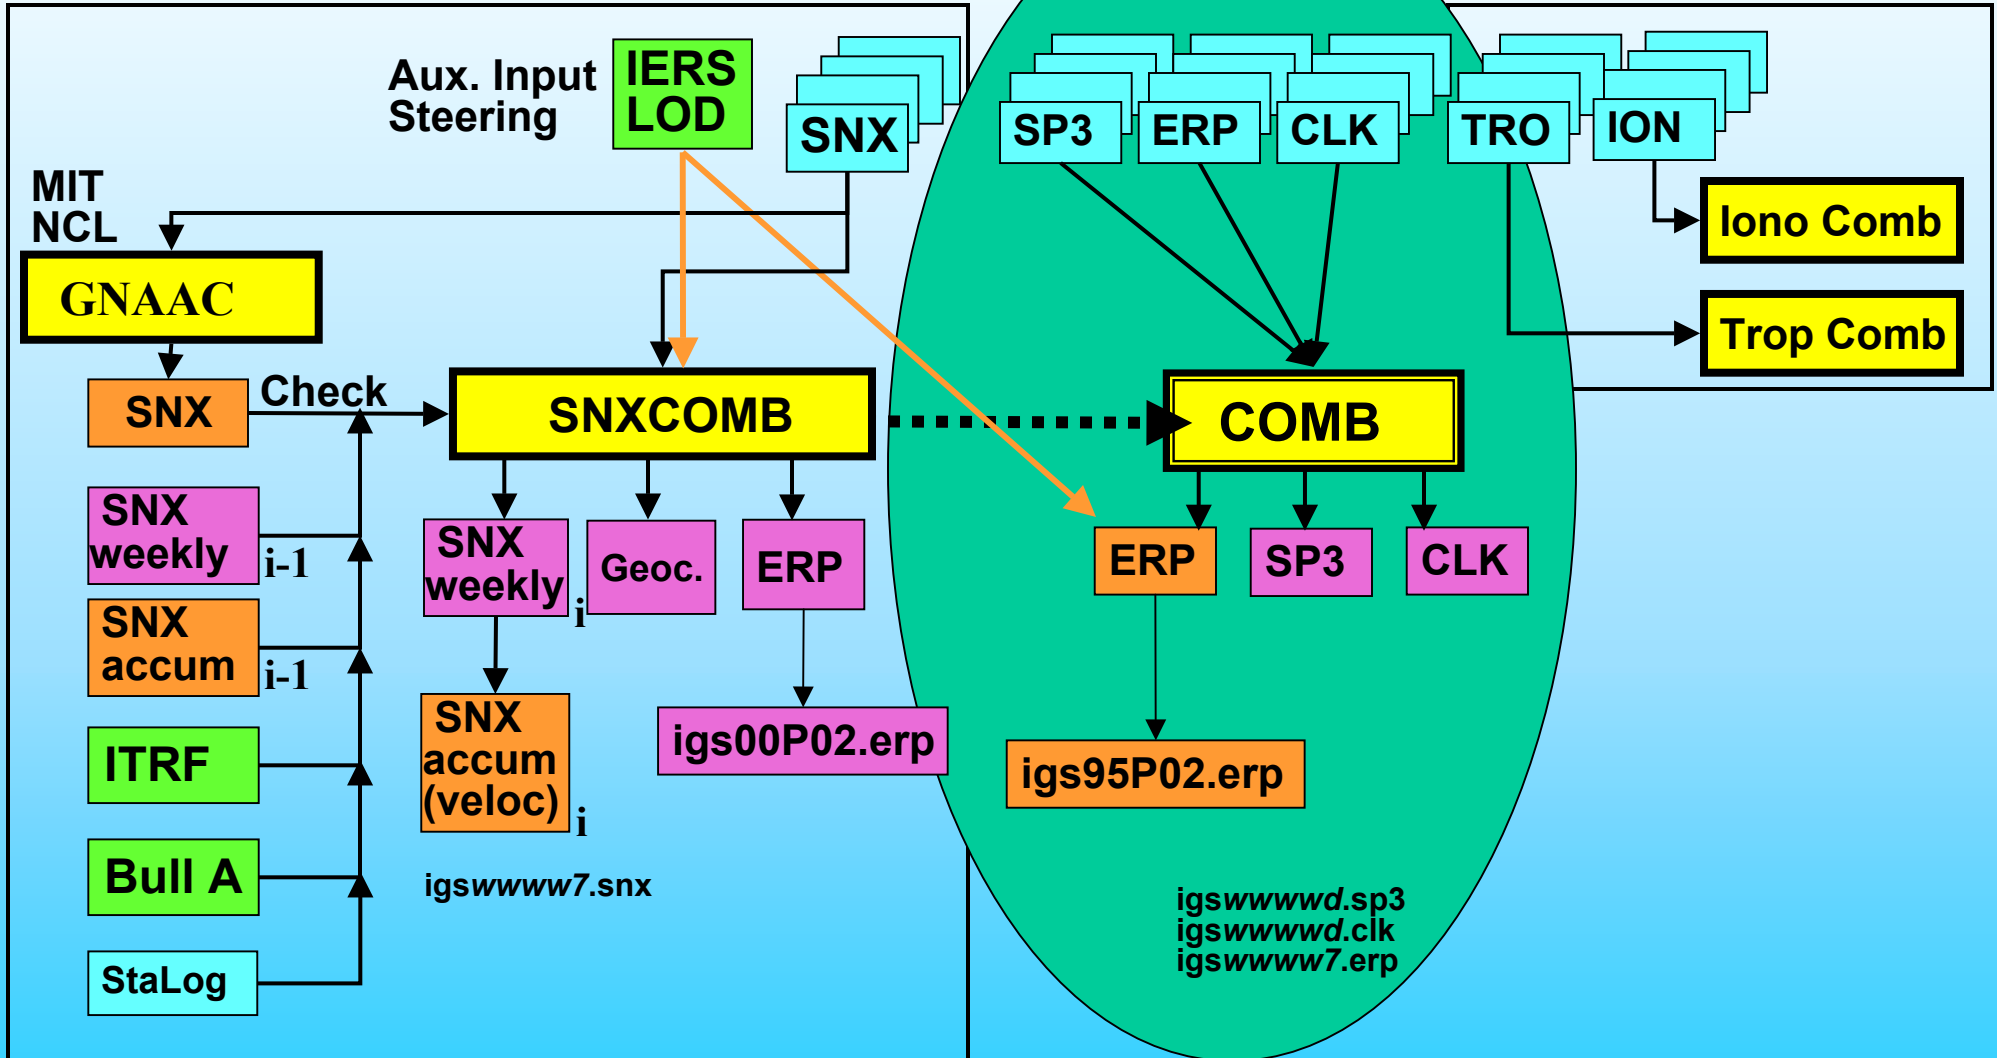 Aux. Input
Steering
IERS
LOD
SNX
SP3
ERP
CLK
TRO
ION
MIT
NCL
GNAAC
Iono Comb
Trop Comb
SNX
Check
SNXCOMB
COMB
SNX
weekly
i-1
SNX
accum
i-1
ITRF
Bull A
StaLog
SNX
weekly
i
Geoc.
ERP
SNX
accum
(veloc)
i
igs00P02.erp
igswwww7.snx
ERP
SP3
CLK
igs95P02.erp
igswwwwd.sp3
igswwwwd.clk
igswwww7.erp